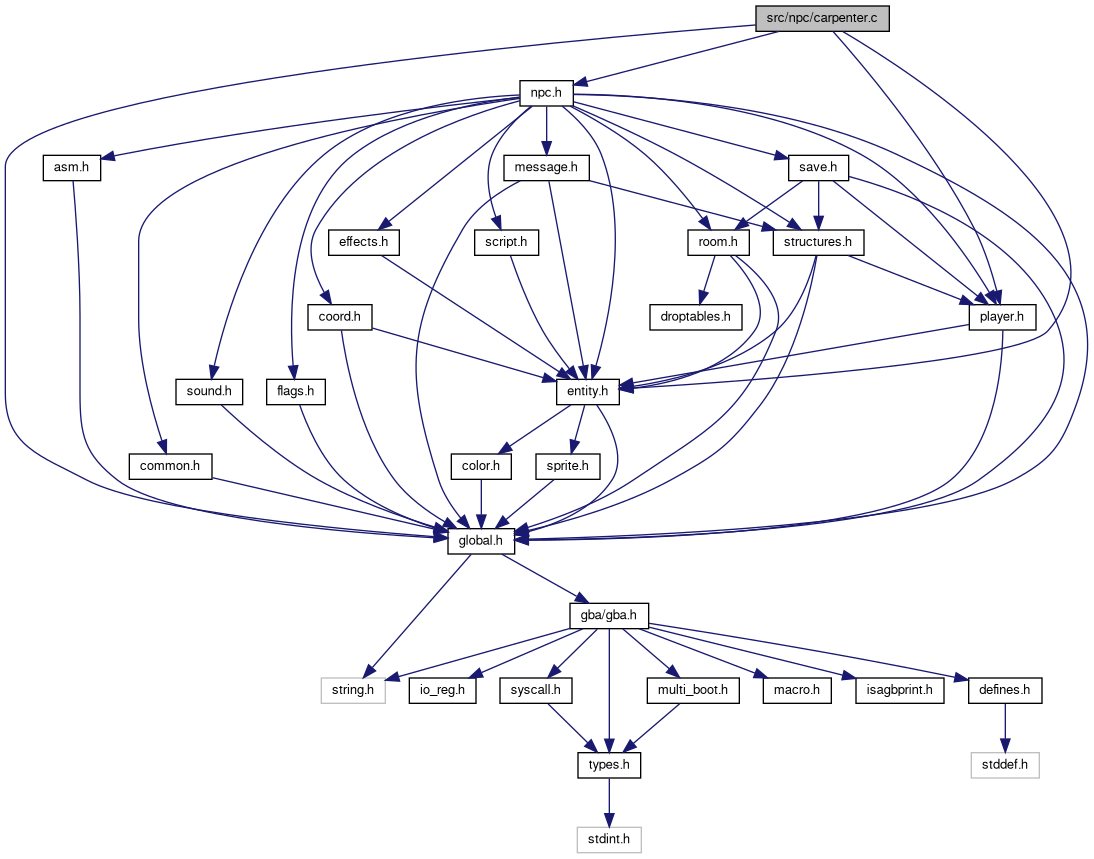 src/npc/carpenter.c
npc.h
asm.h
message.h
save.h
effects.h
script.h
room.h
structures.h
coord.h
droptables.h
player.h
sound.h
flags.h
entity.h
common.h
color.h
sprite.h
global.h
gba/gba.h
string.h
io_reg.h
syscall.h
multi_boot.h
macro.h
isagbprint.h
defines.h
types.h
stddef.h
stdint.h